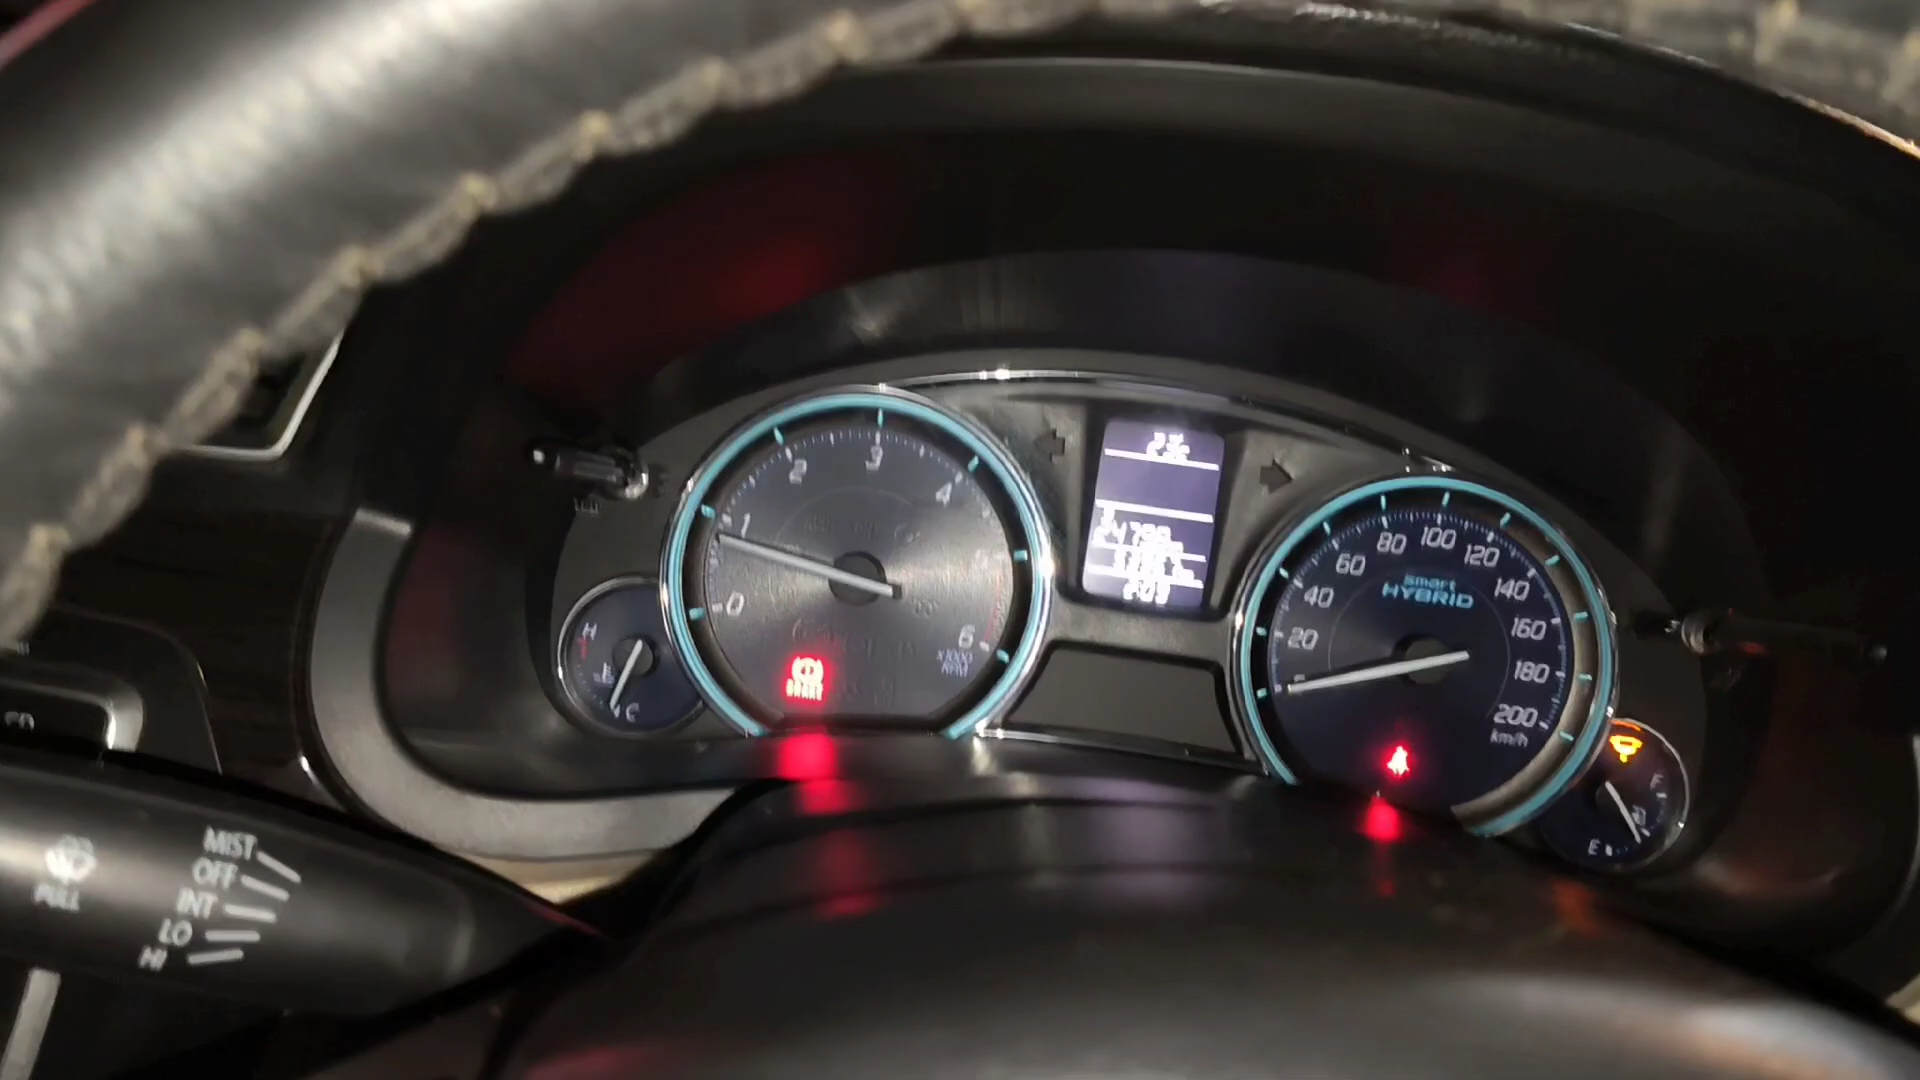 0
1
2
3
4
6
x1000
RPM
H
C
BRAKE
20
40
60
80
100
120
140
160
180
200
km/h
Smart
HYBRID
F
E
PULL
MIST
OFF
INT
LO
HI